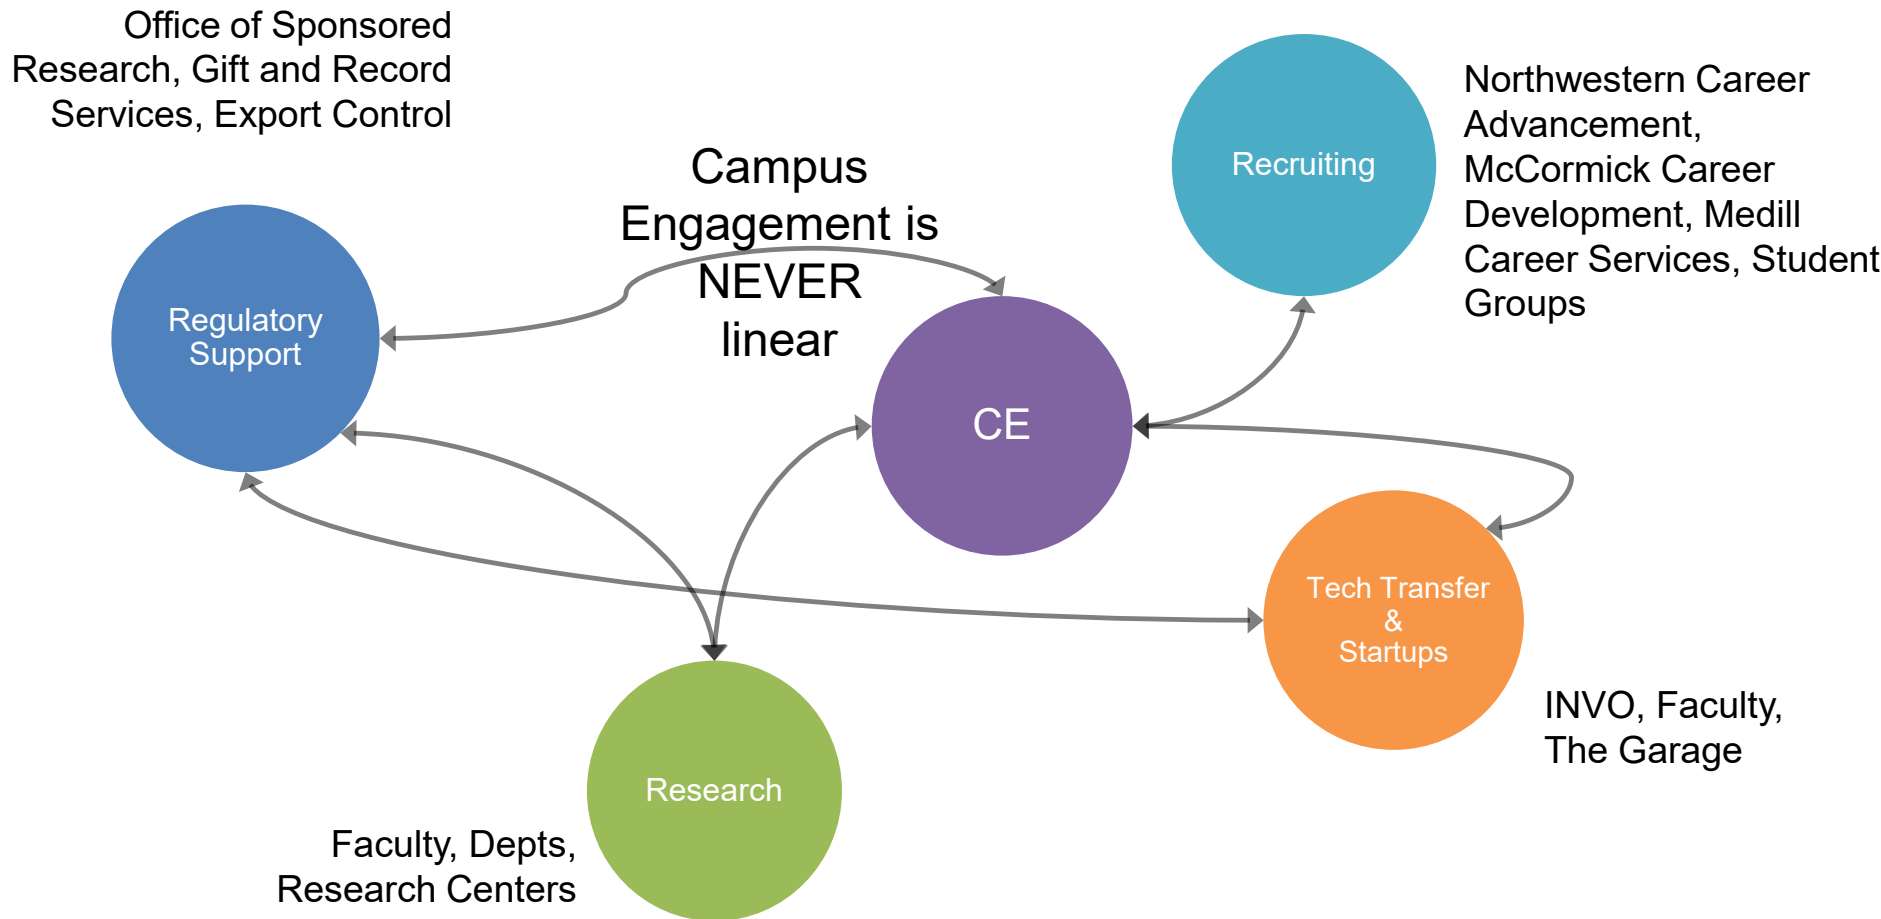 Office of Sponsored
Research, Gift and Record
Services, Export Control
Campus
Engagement is
NEVER
linear
Recruiting
Northwestern Career
Advancement,
McCormick Career
Development, Medill
Career Services, Student
Groups
Regulatory
Support
CE
Tech Transfer
&
Startups
INVO, Faculty,
The Garage
Research
Faculty, Depts,
Research Centers